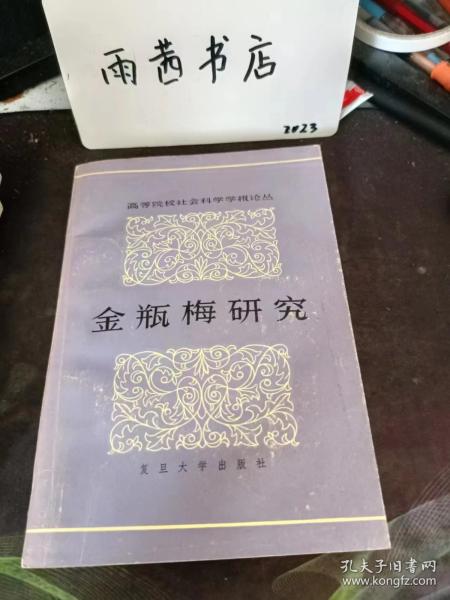 雨茜书店
2023
高等院校社会科学学报论丛
金瓶梅研究
复旦大学出版社
孔夫子旧书网
www.kongfz.com